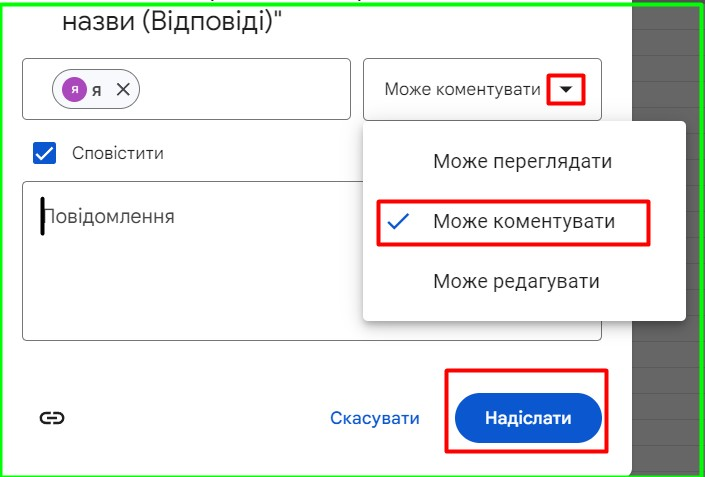 назви (Відповіді)"
я я
Може коментувати
Сповістити
Може переглядати
Повідомлення
Може коментувати
Може редагувати
Скасувати
Надіслати